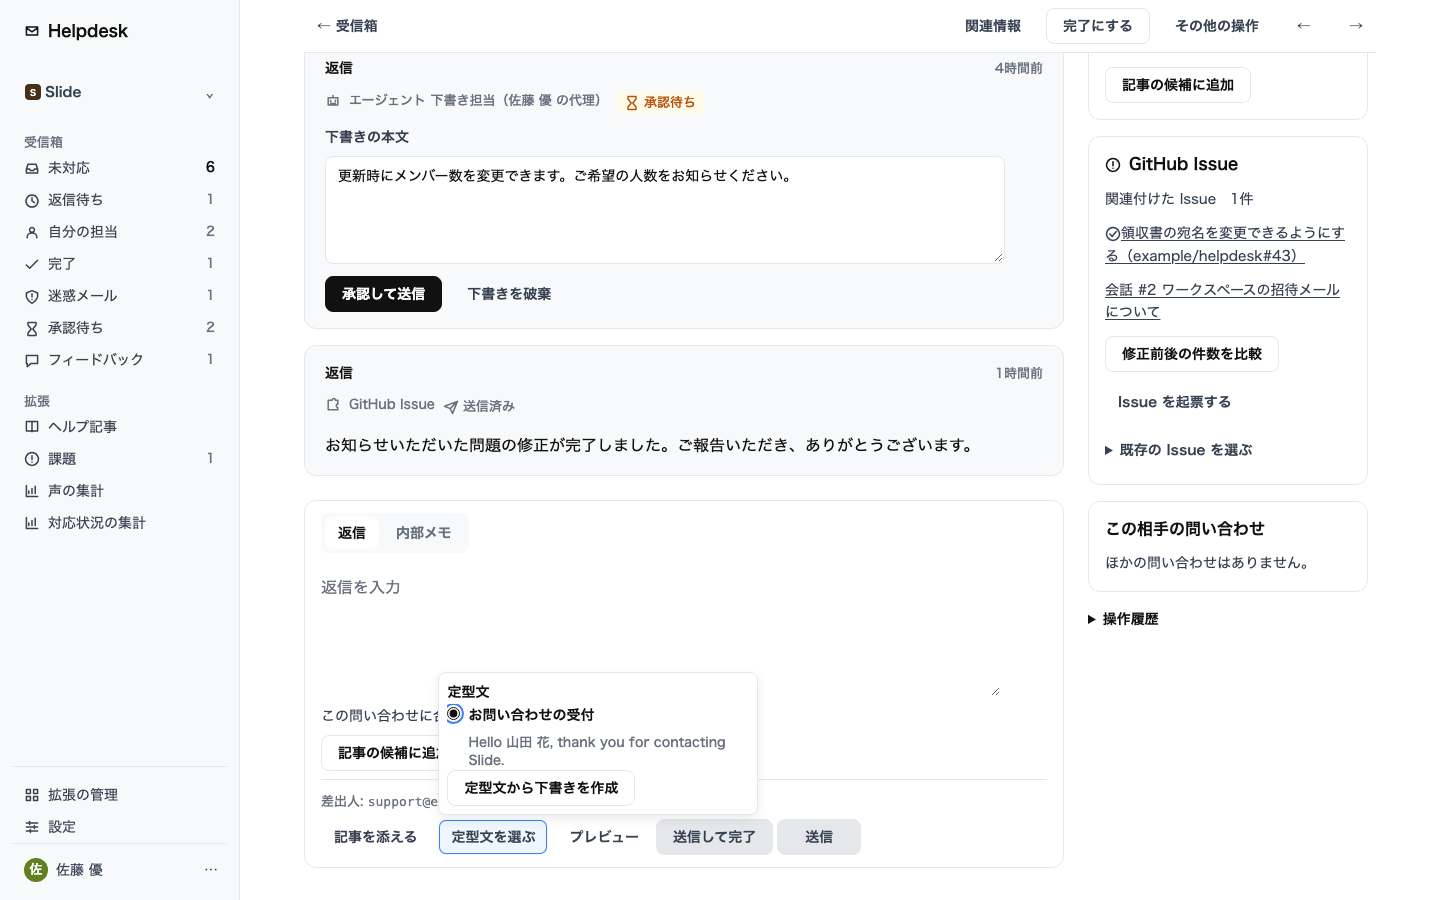 Helpdesk
S Slide
受信箱
未対応 6
返信待ち 1
自分の担当 2
完了 1
迷惑メール 1
承認待ち 2
フィードバック 1
拡張
ヘルプ記事
課題 1
声の集計
対応状況の集計
拡張の管理
設定
佐 佐藤 優 …
← 受信箱
関連情報 完了にする その他の操作 ← →
返信 4時間前
エージェント 下書き担当（佐藤 優 の代理） 承認待ち
下書きの本文
更新時にメンバー数を変更できます。ご希望の人数をお知らせください。
承認して送信 下書きを破棄
返信 1時間前
GitHub Issue 送信済み
お知らせいただいた問題の修正が完了しました。ご報告いただき、ありがとうございます。
返信 内部メモ
返信を入力
この問い合わせに
記事の候補に追
定型文
お問い合わせの受付
Hello 山田 花, thank you for contacting
Slide.
定型文から下書きを作成
差出人: support@e
記事を添える 定型文を選ぶ プレビュー 送信して完了 送信
記事の候補に追加
GitHub Issue
関連付けた Issue 1件
領収書の宛名を変更できるようにす
る（example/helpdesk#43）
会話 #2 ワークスペースの招待メール
について
修正前後の件数を比較
Issue を起票する
▶ 既存の Issue を選ぶ
この相手の問い合わせ
ほかの問い合わせはありません。
▶ 操作履歴